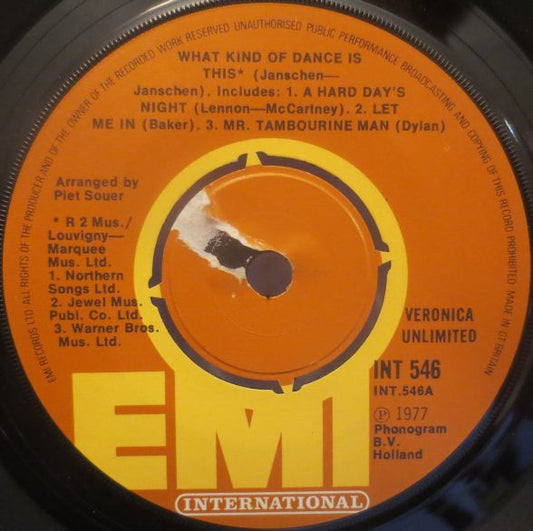 EMI RECORDS LTD ALL RIGHTS OF THE PRODUCER AND OF THE OWNER OF THE RECORDED WORK RESERVED UNAUTHORISED PUBLIC PERFORMANCE BROADCASTING AND COPYING OF THIS RECORD PROHIBITED MADE IN GT BRITAIN
WHAT KIND OF DANCE IS
THIS* (Janschen—
Janschen). Includes: 1. A HARD DAY'S
NIGHT (Lennon—McCartney) 2. LET
ME IN (Baker) 3. MR. TAMBOURINE MAN (Dylan)
Arranged by
Piet Souer
* R 2 Mus./
Louvigny—
Marquee
Mus. Ltd.
1. Northern
Songs Ltd.
2. Jewel Mus.
Publ. Co. Ltd.
3. Warner Bros.
Mus. Ltd.
VERONICA
UNLIMITED
INT 546
INT.546A
Ⓟ 1977
Phonogram
B.V.
Holland
EMI
INTERNATIONAL